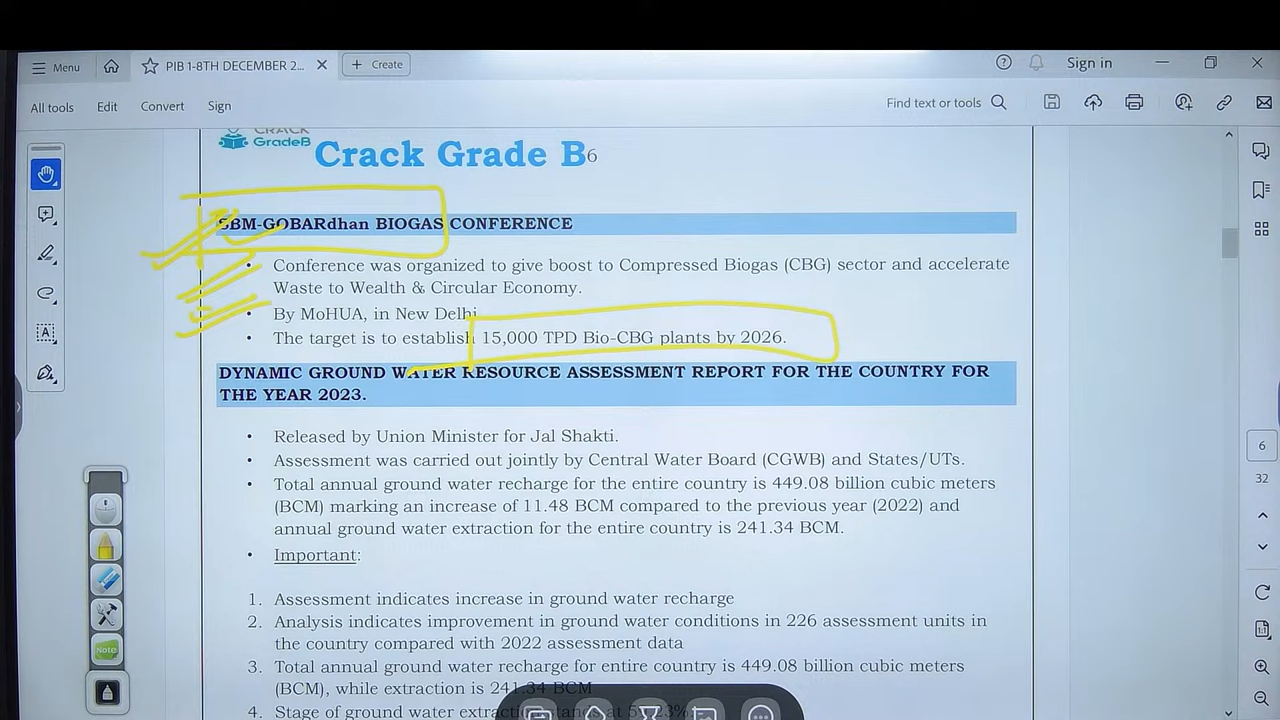 Menu
PIB 1-8TH DECEMBER 2...
Create
Sign in
All tools
Edit
Convert
Sign
Find text or tools
CRACK
GradeB
Crack Grade B6
SBM-GOBARdhan BIOGAS CONFERENCE
• Conference was organized to give boost to Compressed Biogas (CBG) sector and accelerate
Waste to Wealth & Circular Economy.
• By MoHUA, in New Delhi
• The target is to establish 15,000 TPD Bio-CBG plants by 2026.
DYNAMIC GROUND WATER RESOURCE ASSESSMENT REPORT FOR THE COUNTRY FOR
THE YEAR 2023.
• Released by Union Minister for Jal Shakti.
• Assessment was carried out jointly by Central Water Board (CGWB) and States/UTs.
• Total annual ground water recharge for the entire country is 449.08 billion cubic meters
(BCM) marking an increase of 11.48 BCM compared to the previous year (2022) and
annual ground water extraction for the entire country is 241.34 BCM.
• Important:
1. Assessment indicates increase in ground water recharge
2. Analysis indicates improvement in ground water conditions in 226 assessment units in
the country compared with 2022 assessment data
3. Total annual ground water recharge for entire country is 449.08 billion cubic meters
(BCM), while extraction is 241.34 BCM
4. Stage of ground water extraction stands at
6
32
Note